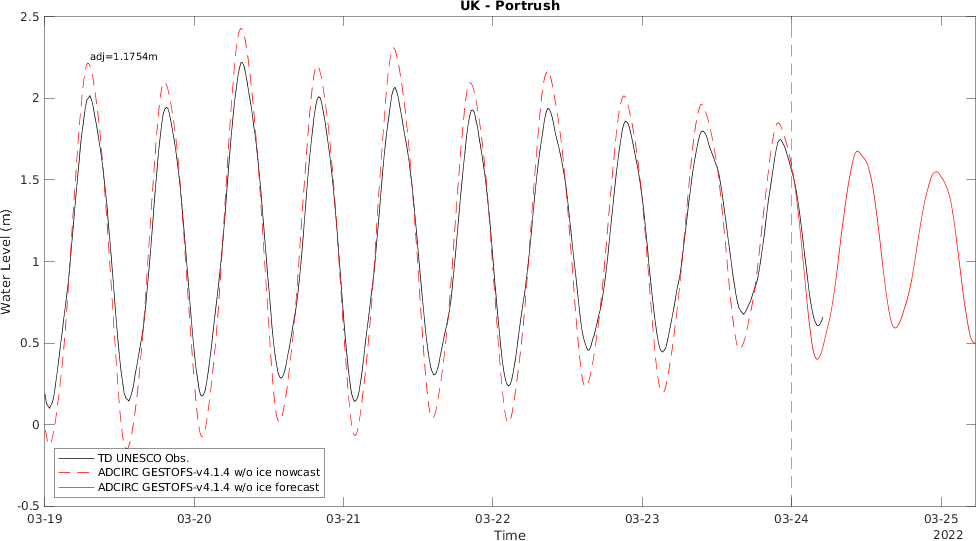 UK - Portrush
adj=1.1754m
2.5
2
1.5
1
0.5
0
-0.5
Water Level (m)
TD UNESCO Obs.
ADCIRC GESTOFS-v4.1.4 w/o ice nowcast
ADCIRC GESTOFS-v4.1.4 w/o ice forecast
03-19 03-20 03-21 03-22 03-23 03-24 03-25
Time
2022